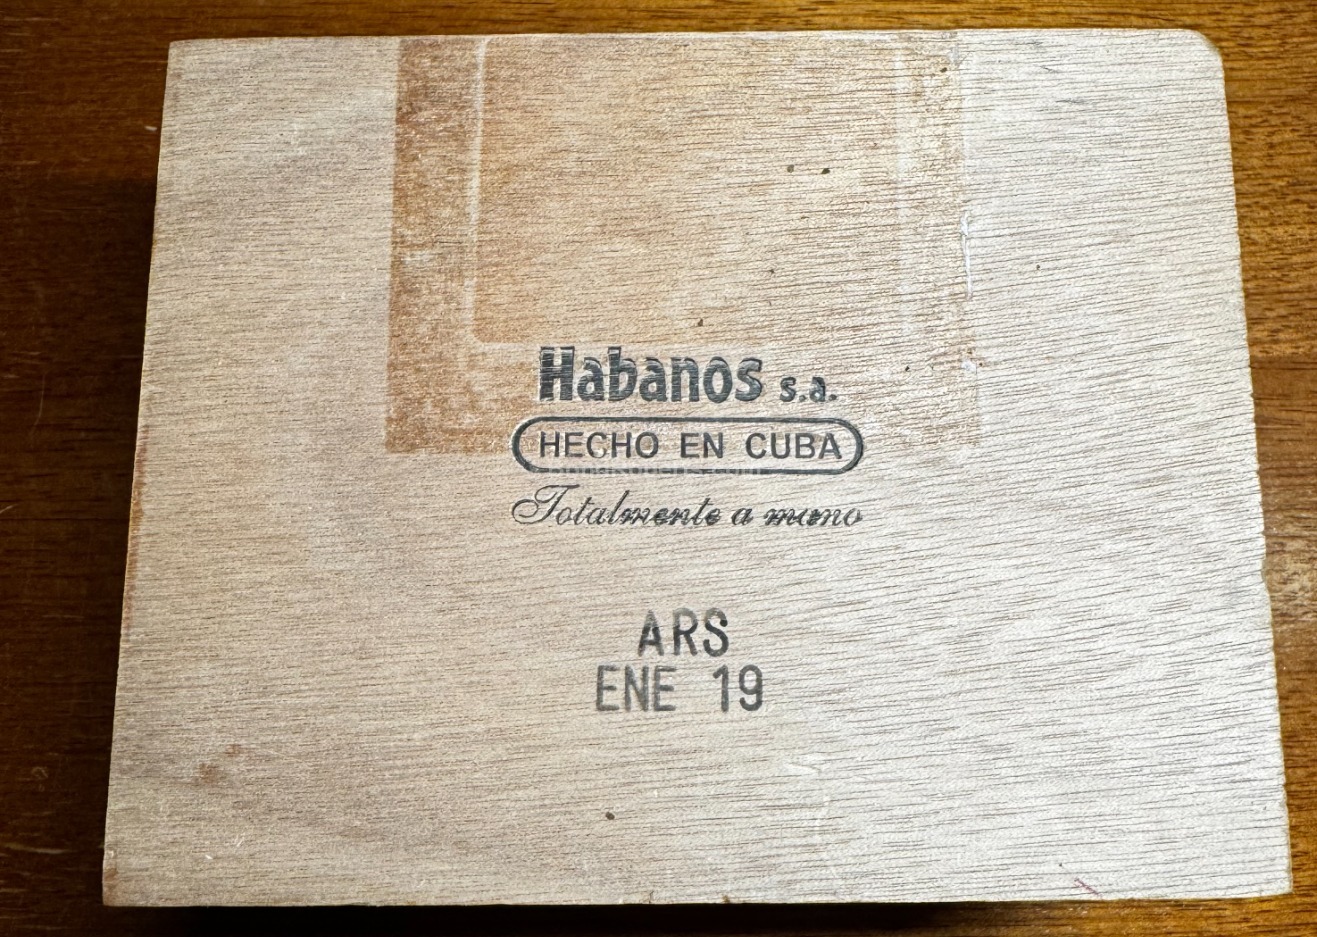 Habanos s.a.
HECHO EN CUBA
Totalmente a mano
ARS
ENE 19